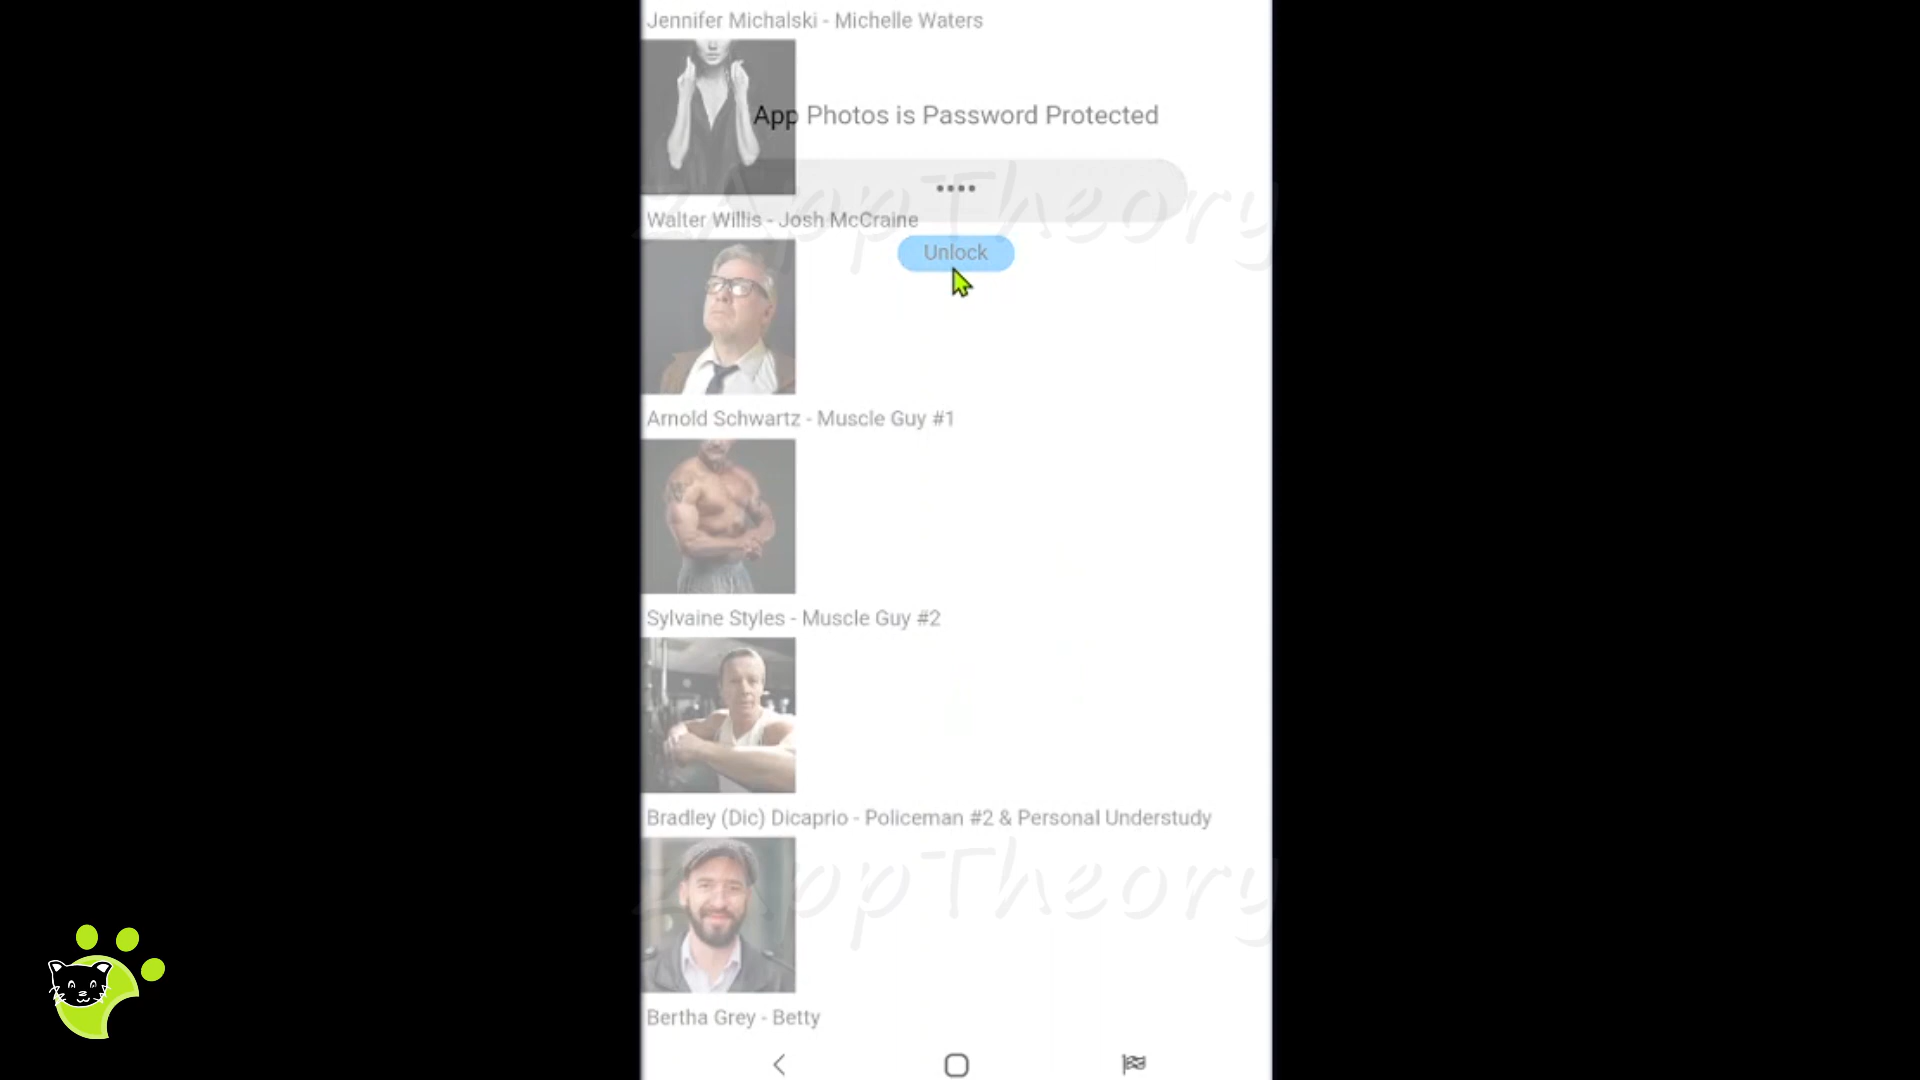 Jennifer Michalski - Michelle Waters
App Photos is Password Protected
••••
AppTheory
Walter Willis - Josh McCraine
Unlock
Arnold Schwartz - Muscle Guy #1
Sylvaine Styles - Muscle Guy #2
Bradley (Dic) Dicaprio - Policeman #2 & Personal Understudy
AppTheory
Bertha Grey - Betty